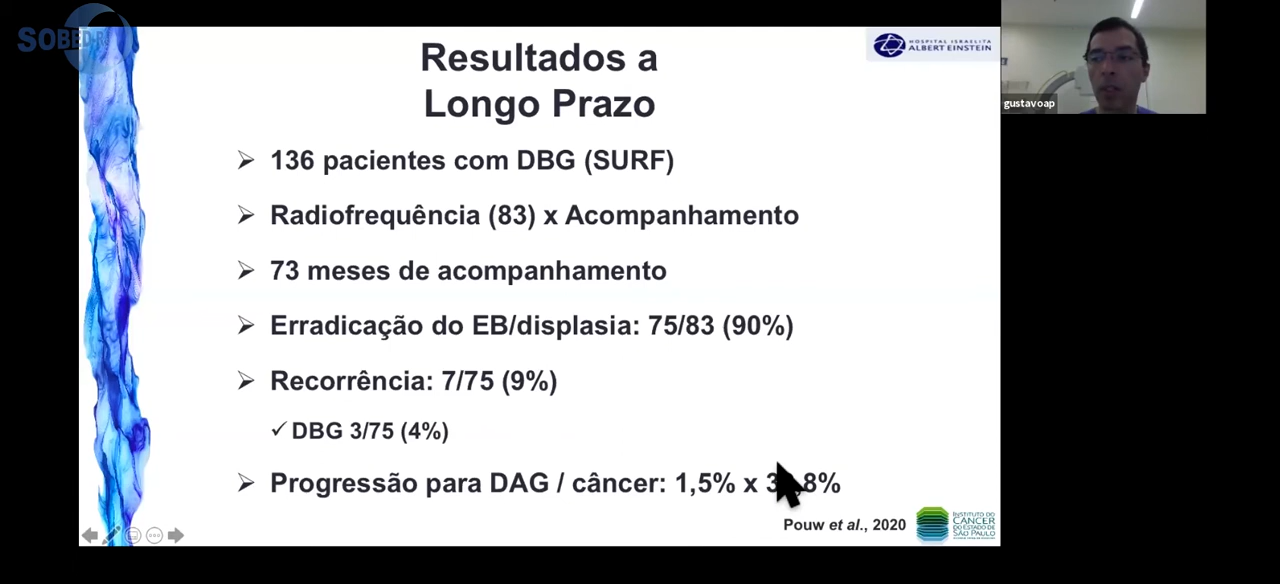 SOBED
Resultados a
Longo Prazo
HOSPITAL ISRAELITA
ALBERT EINSTEIN
gustavoap
136 pacientes com DBG (SURF)
Radiofrequência (83) x Acompanhamento
73 meses de acompanhamento
Erradicação do EB/displasia: 75/83 (90%)
Recorrência: 7/75 (9%)
DBG 3/75 (4%)
Progressão para DAG / câncer: 1,5% x
Pouw et al., 2020
INSTITUTO DO
CÂNCER
DO ESTADO DE
SÃO PAULO